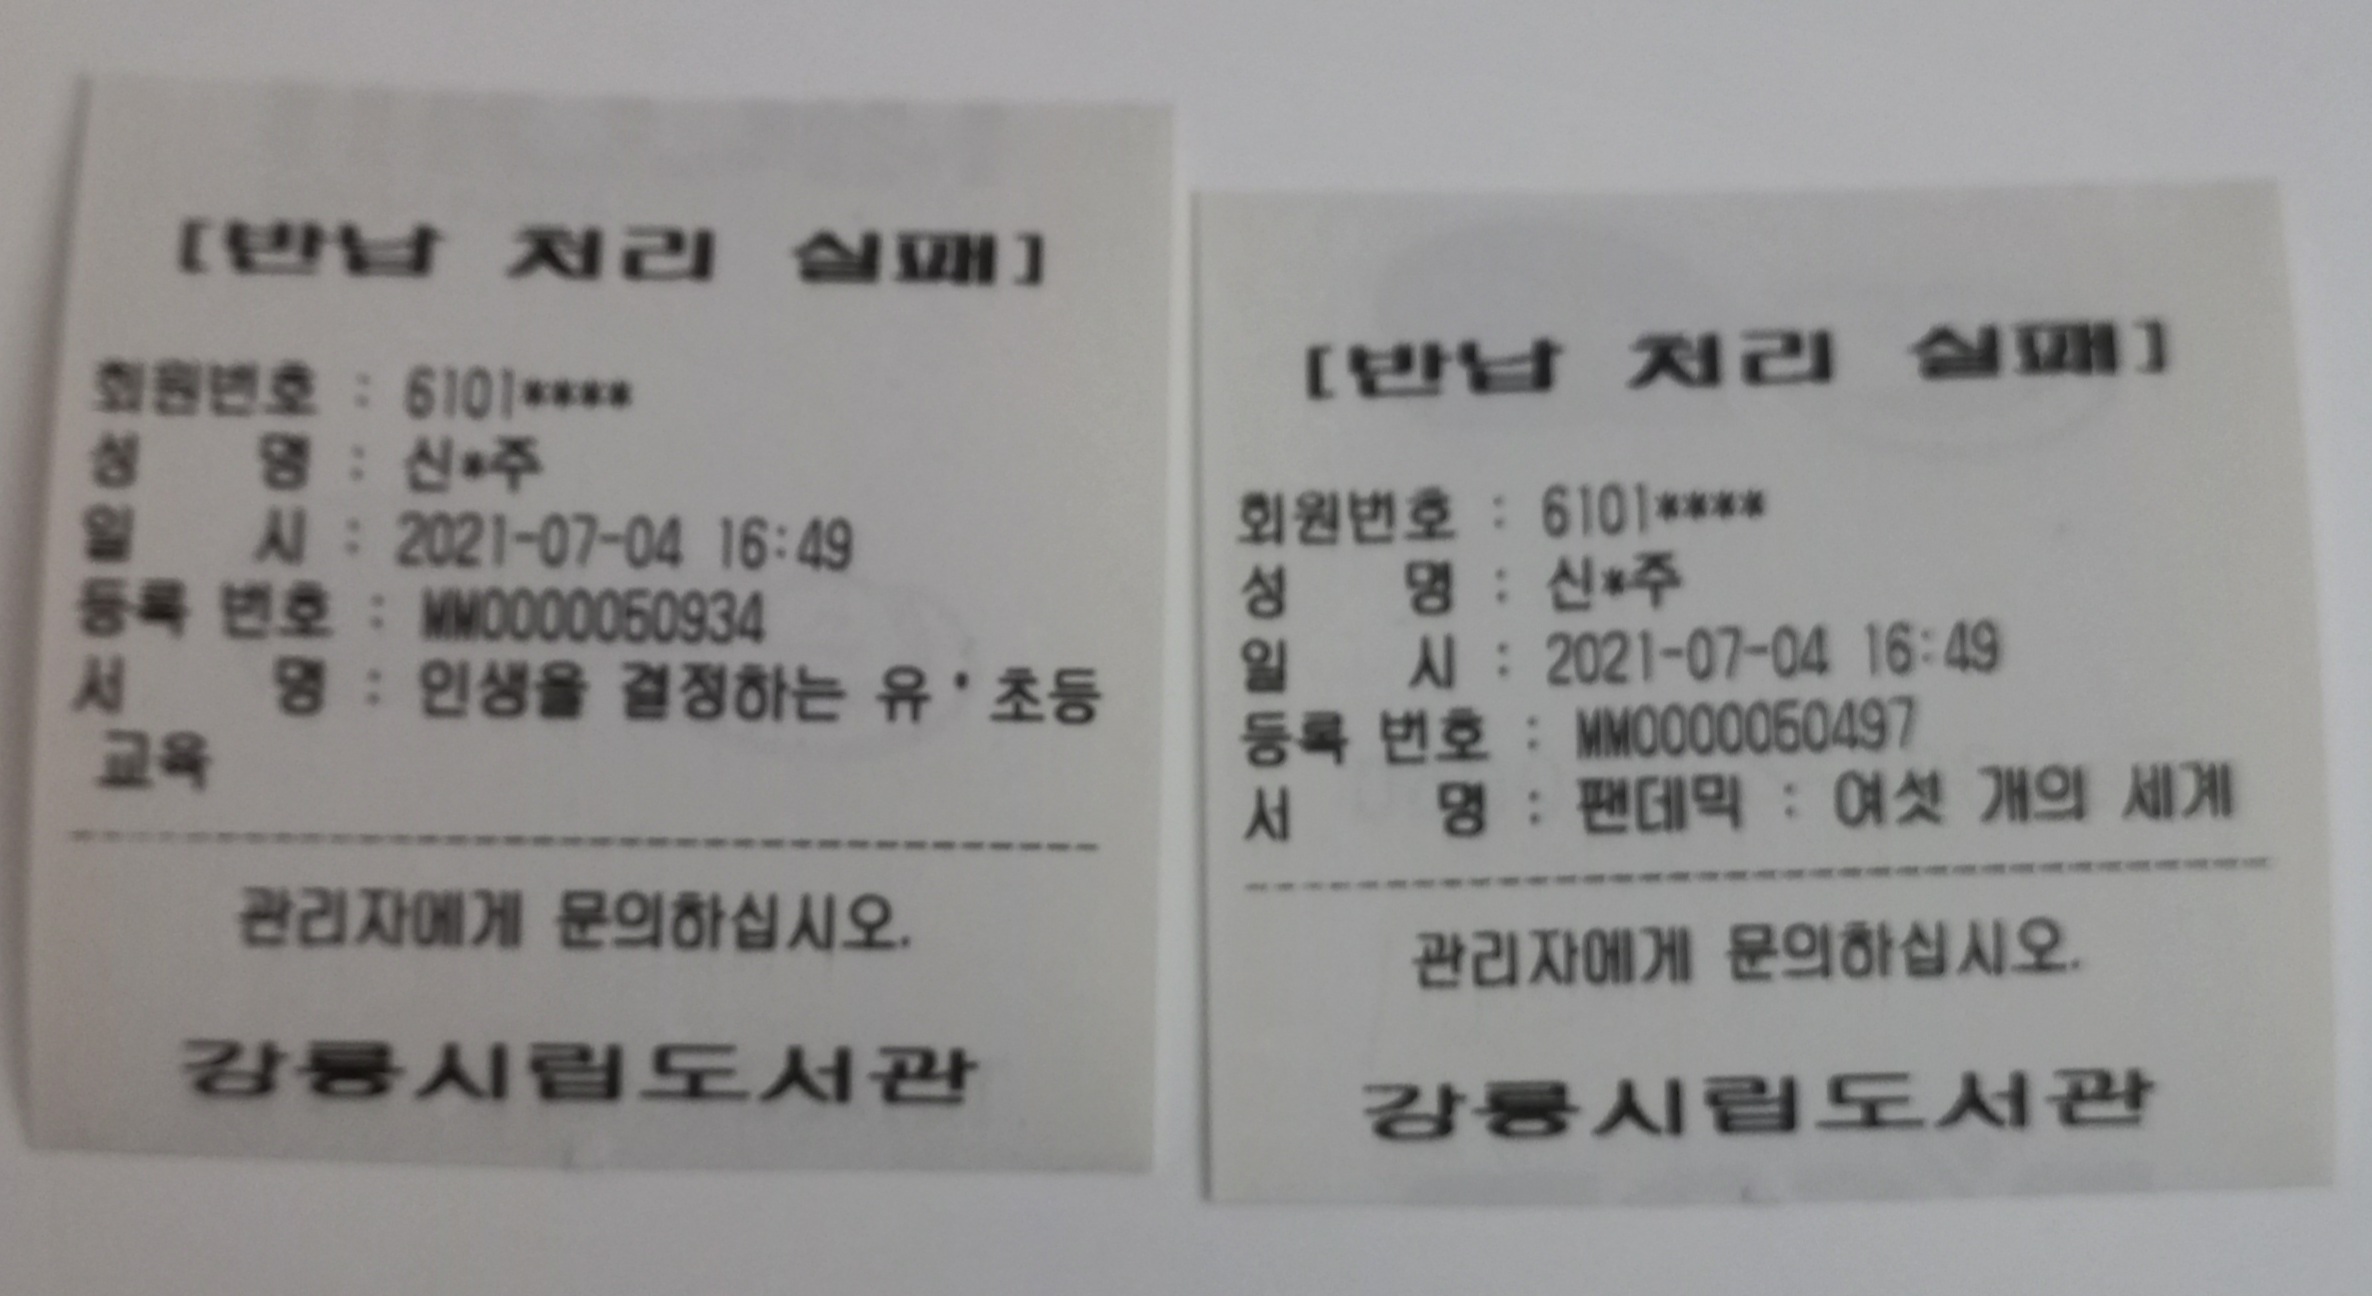 [반납 처리 실패]
회원번호 : 6101****
성 명 : 신*주
일 시 : 2021-07-04 16:49
등록 번호 : MM0000060934
서 명 : 인생을 결정하는 유·초등
교육
관리자에게 문의하십시오.
강릉시립도서관
[반납 처리 실패]
회원번호 : 6101****
성 명 : 신*주
일 시 : 2021-07-04 16:49
등록 번호 : MM0000060497
서 명 : 팬데믹 : 여섯 개의 세계
관리자에게 문의하십시오.
강릉시립도서관